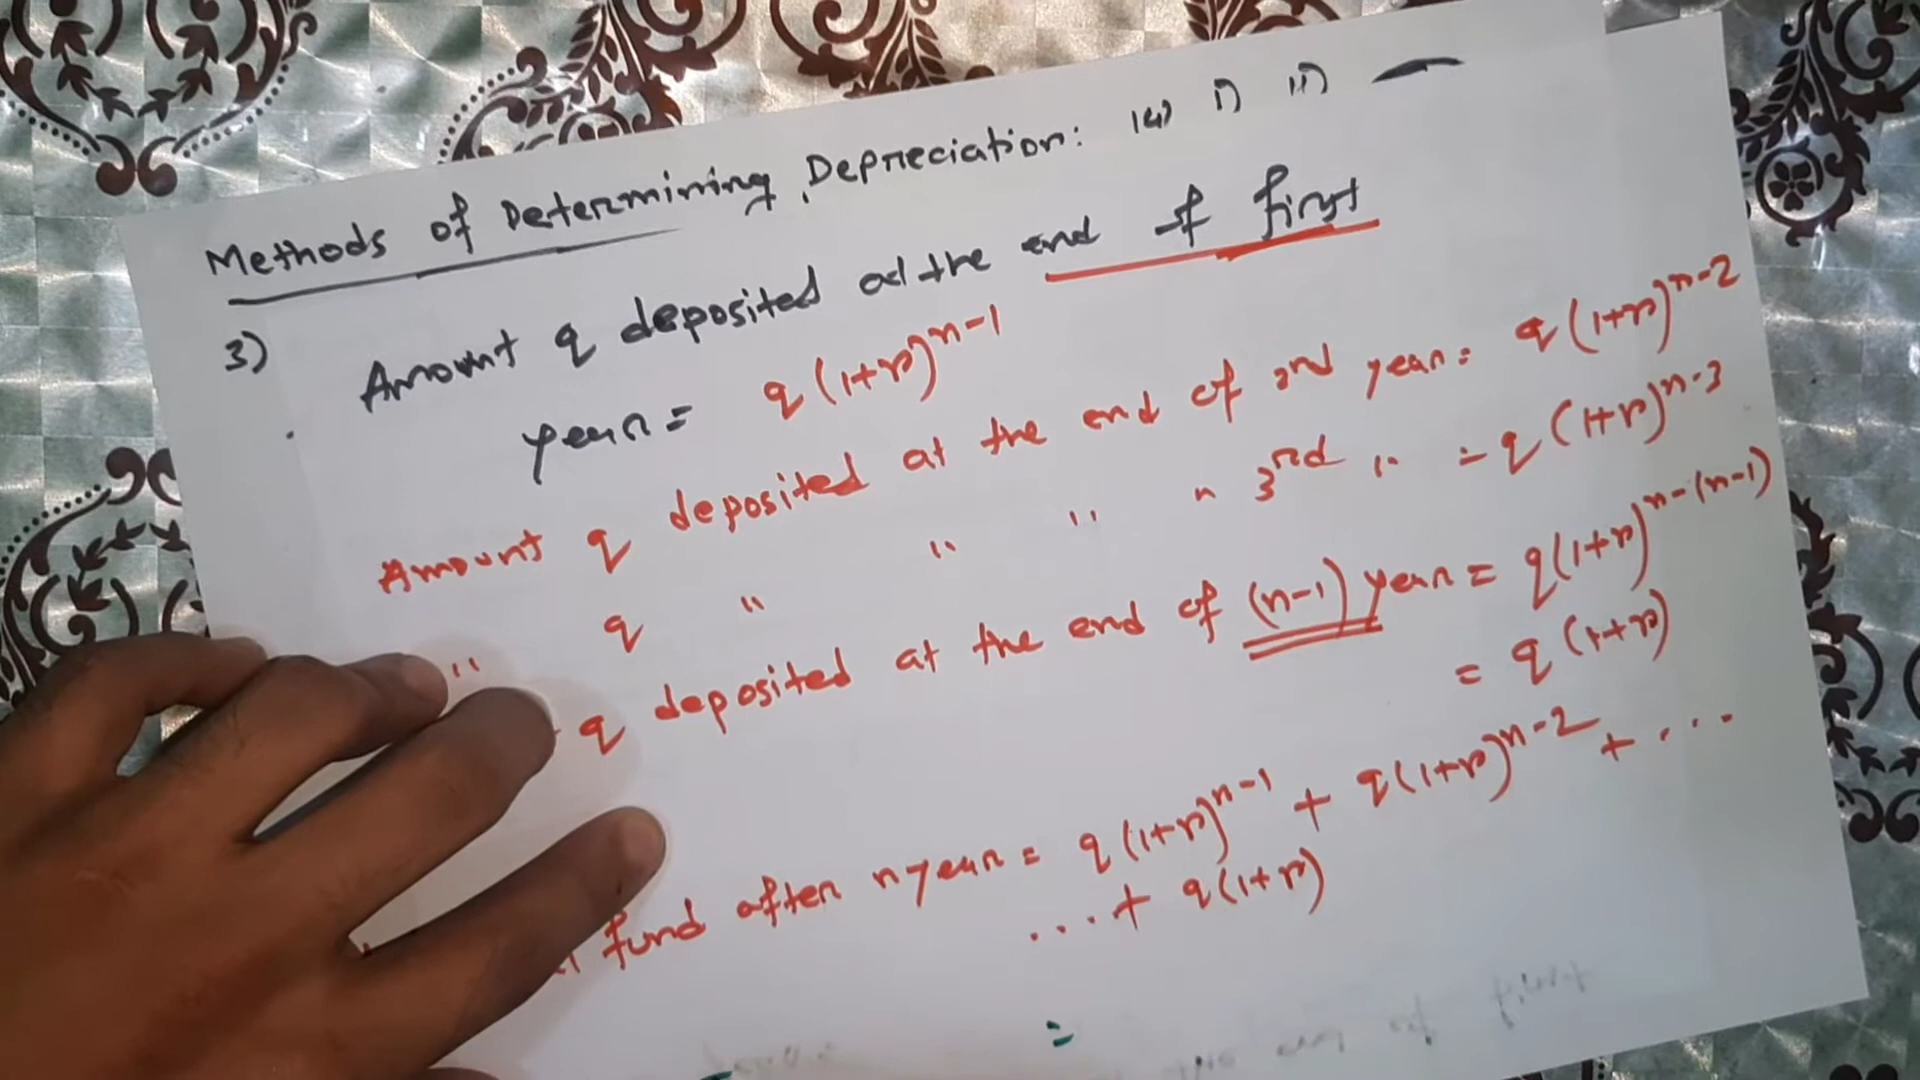 Methods of Determining Depreciation:
3) Amount q deposited at the end of first
year = q(1+r)^{n-1}
Amount q deposited at the end of 2nd year = q(1+r)^{n-2}
" q " " " " 3rd " = q(1+r)^{n-3}
q deposited at the end of (n-1) year = q(1+r)^{n-(n-1)}
= q(1+r)
fund after n year = q(1+r)^{n-1} + q(1+r)^{n-2} + ...
... + q(1+r)
=